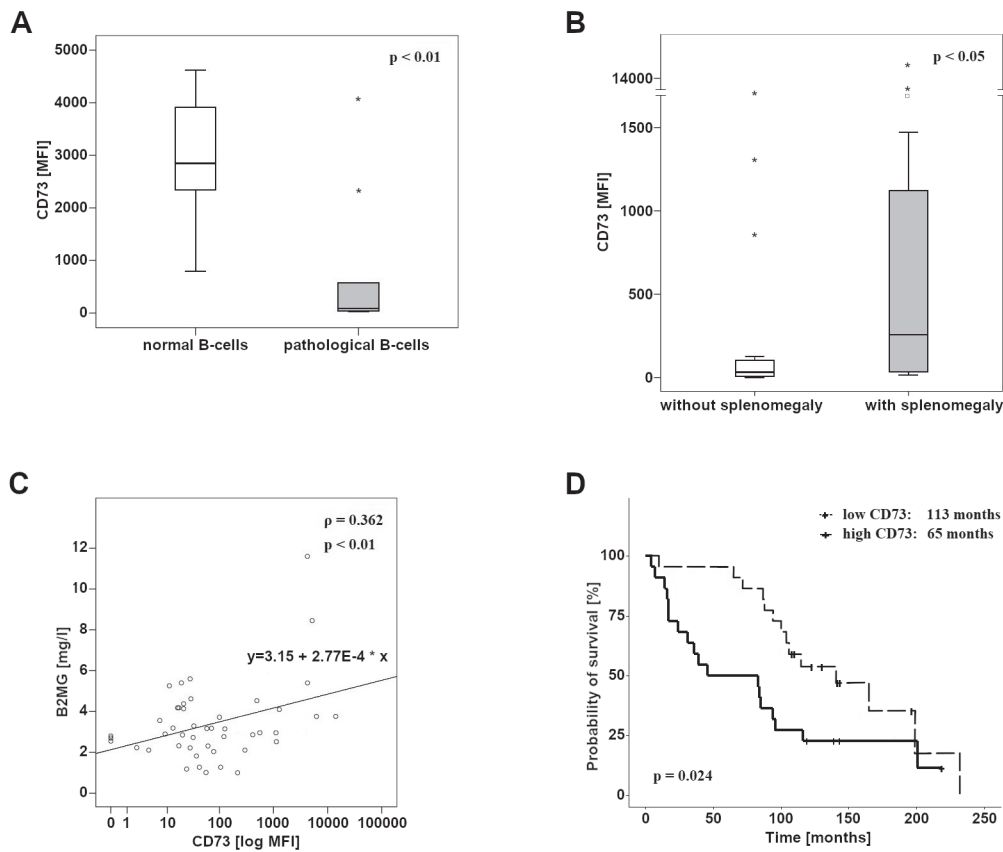 A
CD73 [MFI]
5000
4000
3000
2000
1000
0
p < 0.01
*
*
normal B-cells
pathological B-cells
B
CD73 [MFI]
14000
1500
1000
500
0
p < 0.05
*
*
*
*
*
without splenomegaly
with splenomegaly
C
B2MG [mg/l]
12
10
8
6
4
2
0
ρ = 0.362
p < 0.01
y=3.15 + 2.77E-4 * x
0 1 10 100 1000 10000 100000
CD73 [log MFI]
D
low CD73: 113 months
high CD73: 65 months
Probability of survival [%]
100
75
50
25
0
p = 0.024
0 50 100 150 200 250
Time [months]